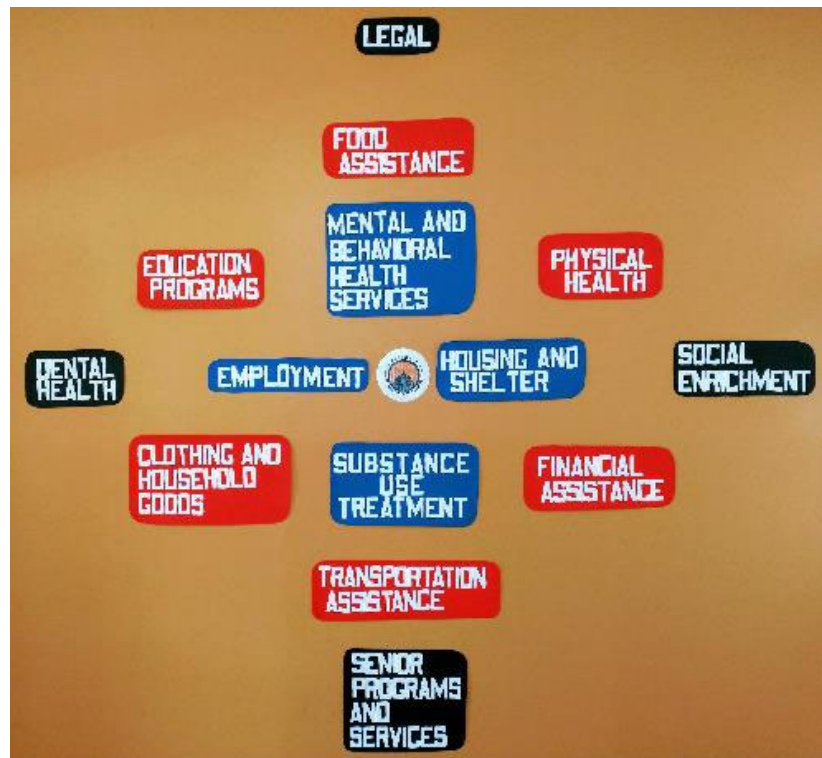 LEGAL
FOOD
ASSISTANCE
MENTAL AND
BEHAVIORAL
HEALTH
SERVICES
EDUCATION
PROGRAMS
PHYSICAL
HEALTH
DENTAL
HEALTH
EMPLOYMENT
HOUSING AND
SHELTER
SOCIAL
ENRICHMENT
CLOTHING AND
HOUSEHOLD
GOODS
SUBSTANCE
USE
TREATMENT
FINANCIAL
ASSISTANCE
TRANSPORTATION
ASSISTANCE
SENIOR
PROGRAMS
AND
SERVICES